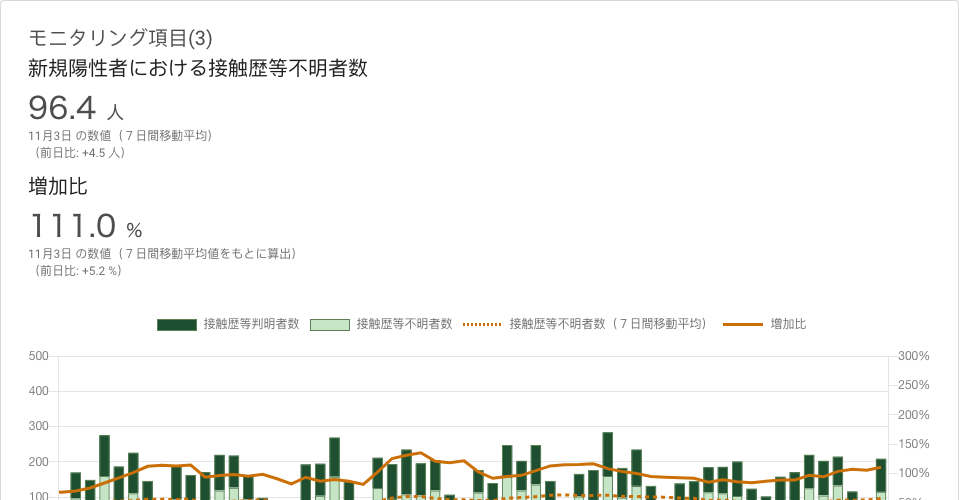 モニタリング項目(3)
新規陽性者における接触歴等不明者数
96.4 人
11月3日 の数値（７日間移動平均）
（前日比: +4.5 人）
増加比
111.0 %
11月3日 の数値（７日間移動平均値をもとに算出）
（前日比: +5.2 %）
接触歴等判明者数 接触歴等不明者数 接触歴等不明者数（７日間移動平均） 増加比
500 300%
250%
400
200%
300
150%
200
100%
100